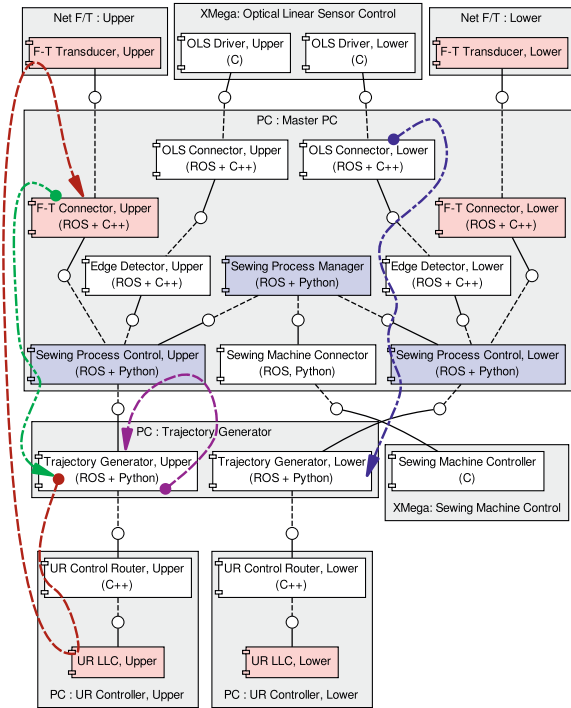 Net F/T : Upper
XMega: Optical Linear Sensor Control
Net F/T : Lower
F-T Transducer, Upper
OLS Driver, Upper
(C)
OLS Driver, Lower
(C)
F-T Transducer, Lower
PC : Master PC
OLS Connector, Upper
(ROS + C++)
OLS Connector, Lower
(ROS + C++)
F-T Connector, Upper
(ROS + C++)
F-T Connector, Lower
(ROS + C++)
Edge Detector, Upper
(ROS + C++)
Sewing Process Manager
(ROS + Python)
Edge Detector, Lower
(ROS + C++)
Sewing Process Control, Upper
(ROS + Python)
Sewing Machine Connector
(ROS, Python)
Sewing Process Control, Lower
(ROS + Python)
PC : Trajectory Generator
Trajectory Generator, Upper
(ROS + Python)
Trajectory Generator, Lower
(ROS + Python)
Sewing Machine Controller
(C)
XMega: Sewing Machine Control
UR Control Router, Upper
(C++)
UR Control Router, Lower
(C++)
UR LLC, Upper
UR LLC, Lower
PC : UR Controller, Upper
PC : UR Controller, Lower